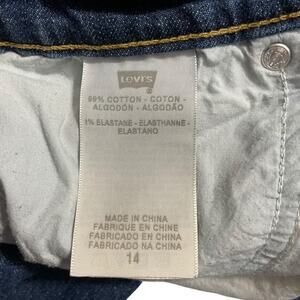 LEVI'S
99% COTTON - COTON -
ALGODÓN - ALGODÃO
1% ELASTANE - ELASTHANNE -
ELASTANO
MADE IN CHINA
FABRIQUE EN CHINE
FABRICADO EN CHINA
FABRICADO NA CHINA
14